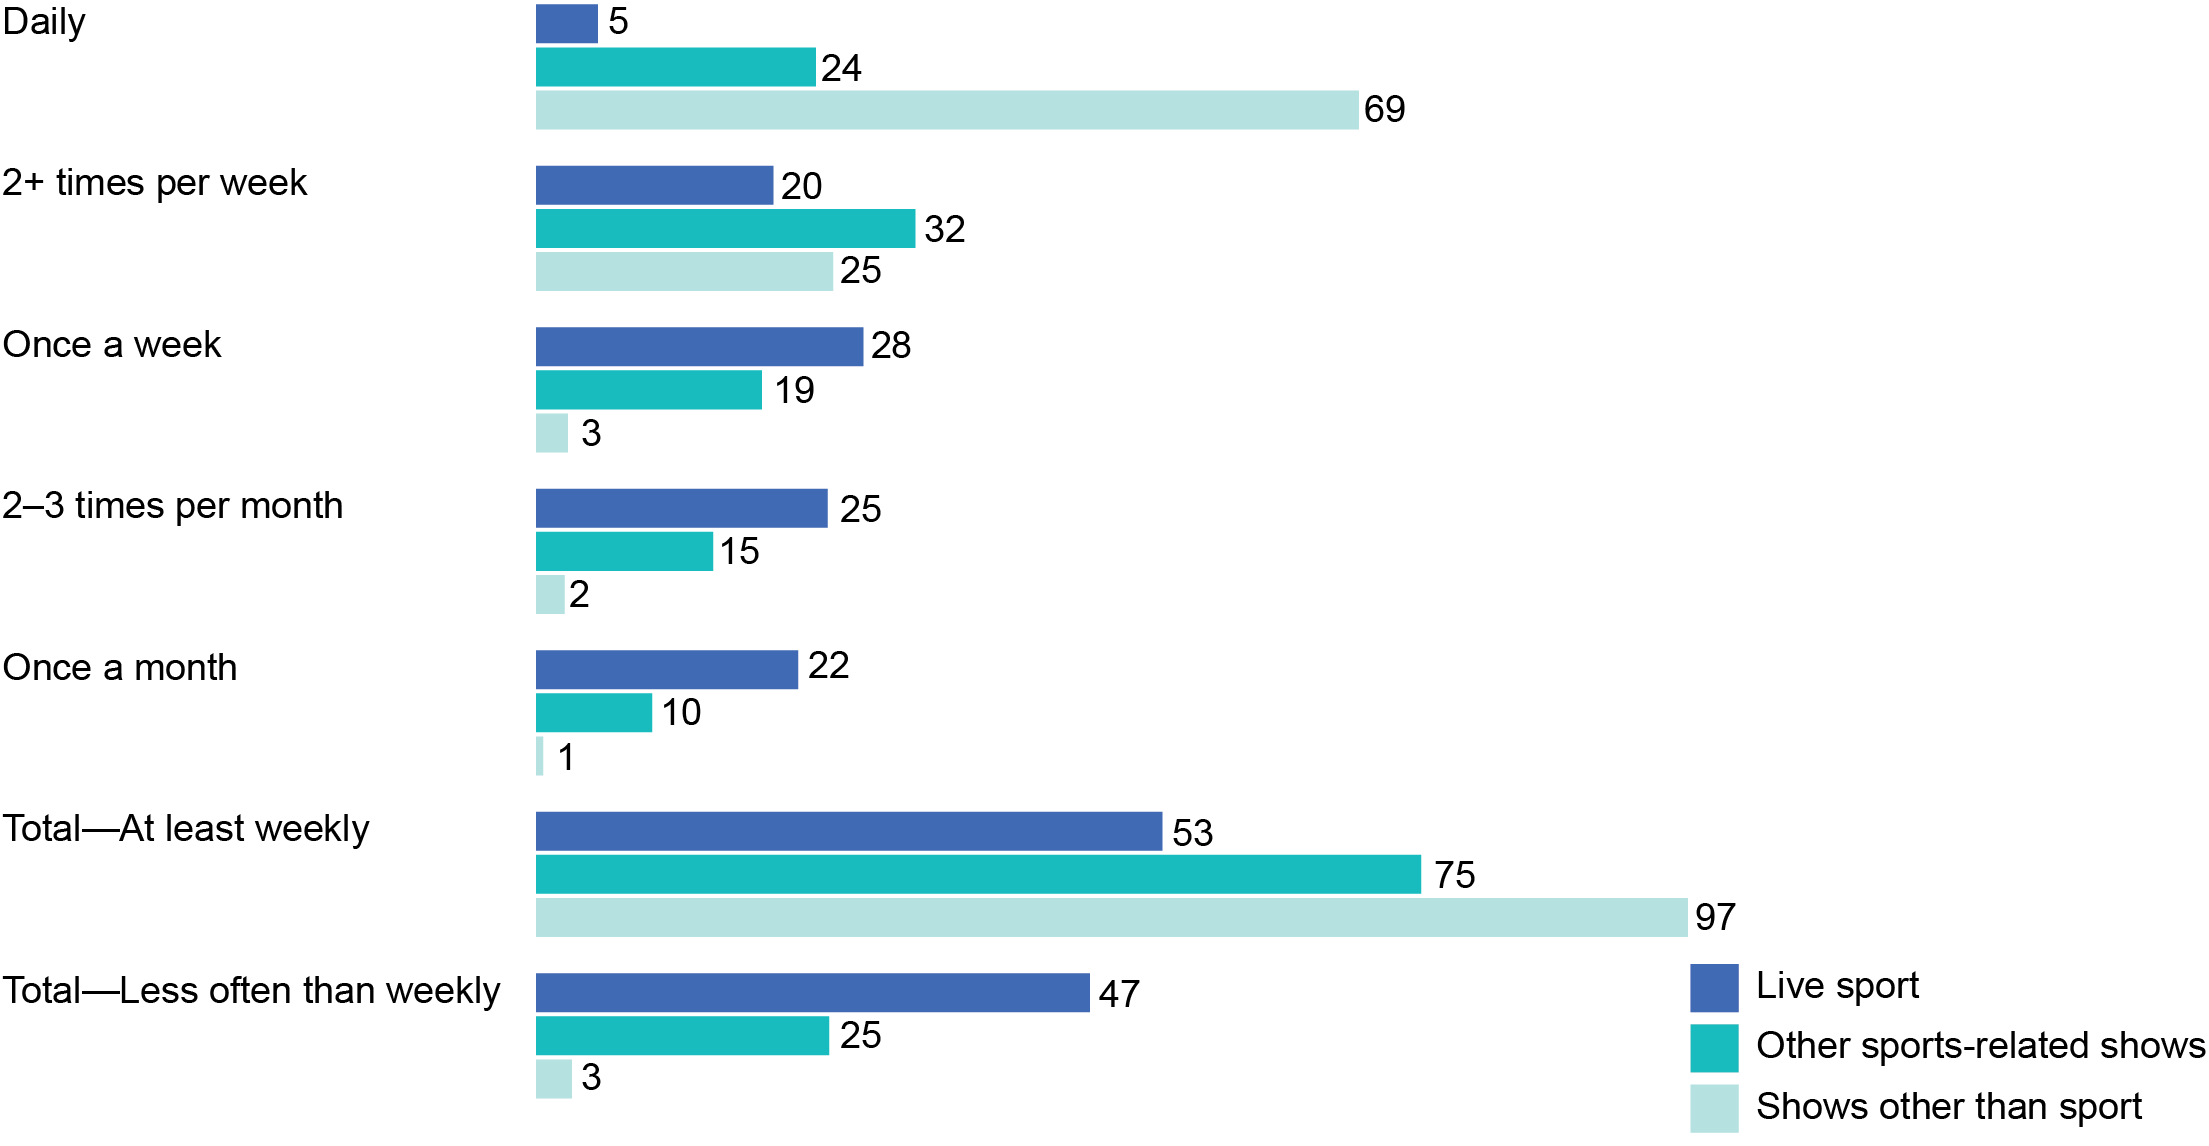 Daily
5
24
69
2+ times per week
20
32
25
Once a week
28
19
3
2–3 times per month
25
15
2
Once a month
22
10
1
Total—At least weekly
53
75
97
Total—Less often than weekly
47
25
3
Live sport
Other sports-related shows
Shows other than sport